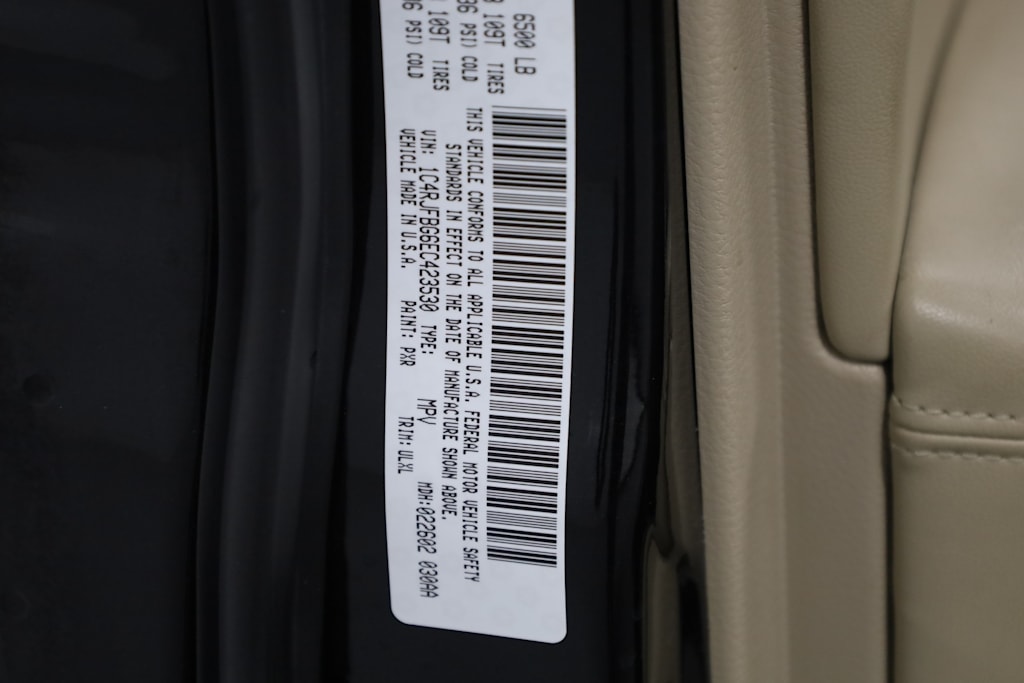 6500 LB
109T TIRES
PSI) COLD
109T TIRES
PSI) COLD
THIS VEHICLE CONFORMS TO ALL APPLICABLE U.S.A. FEDERAL MOTOR VEHICLE SAFETY
STANDARDS IN EFFECT ON THE DATE OF MANUFACTURE SHOWN ABOVE.
VIN: 1C4RJFBG6EC423530 TYPE: MPV MDH:022602 030AA
VEHICLE MADE IN U.S.A. PAINT: PXR TRIM: ULXL